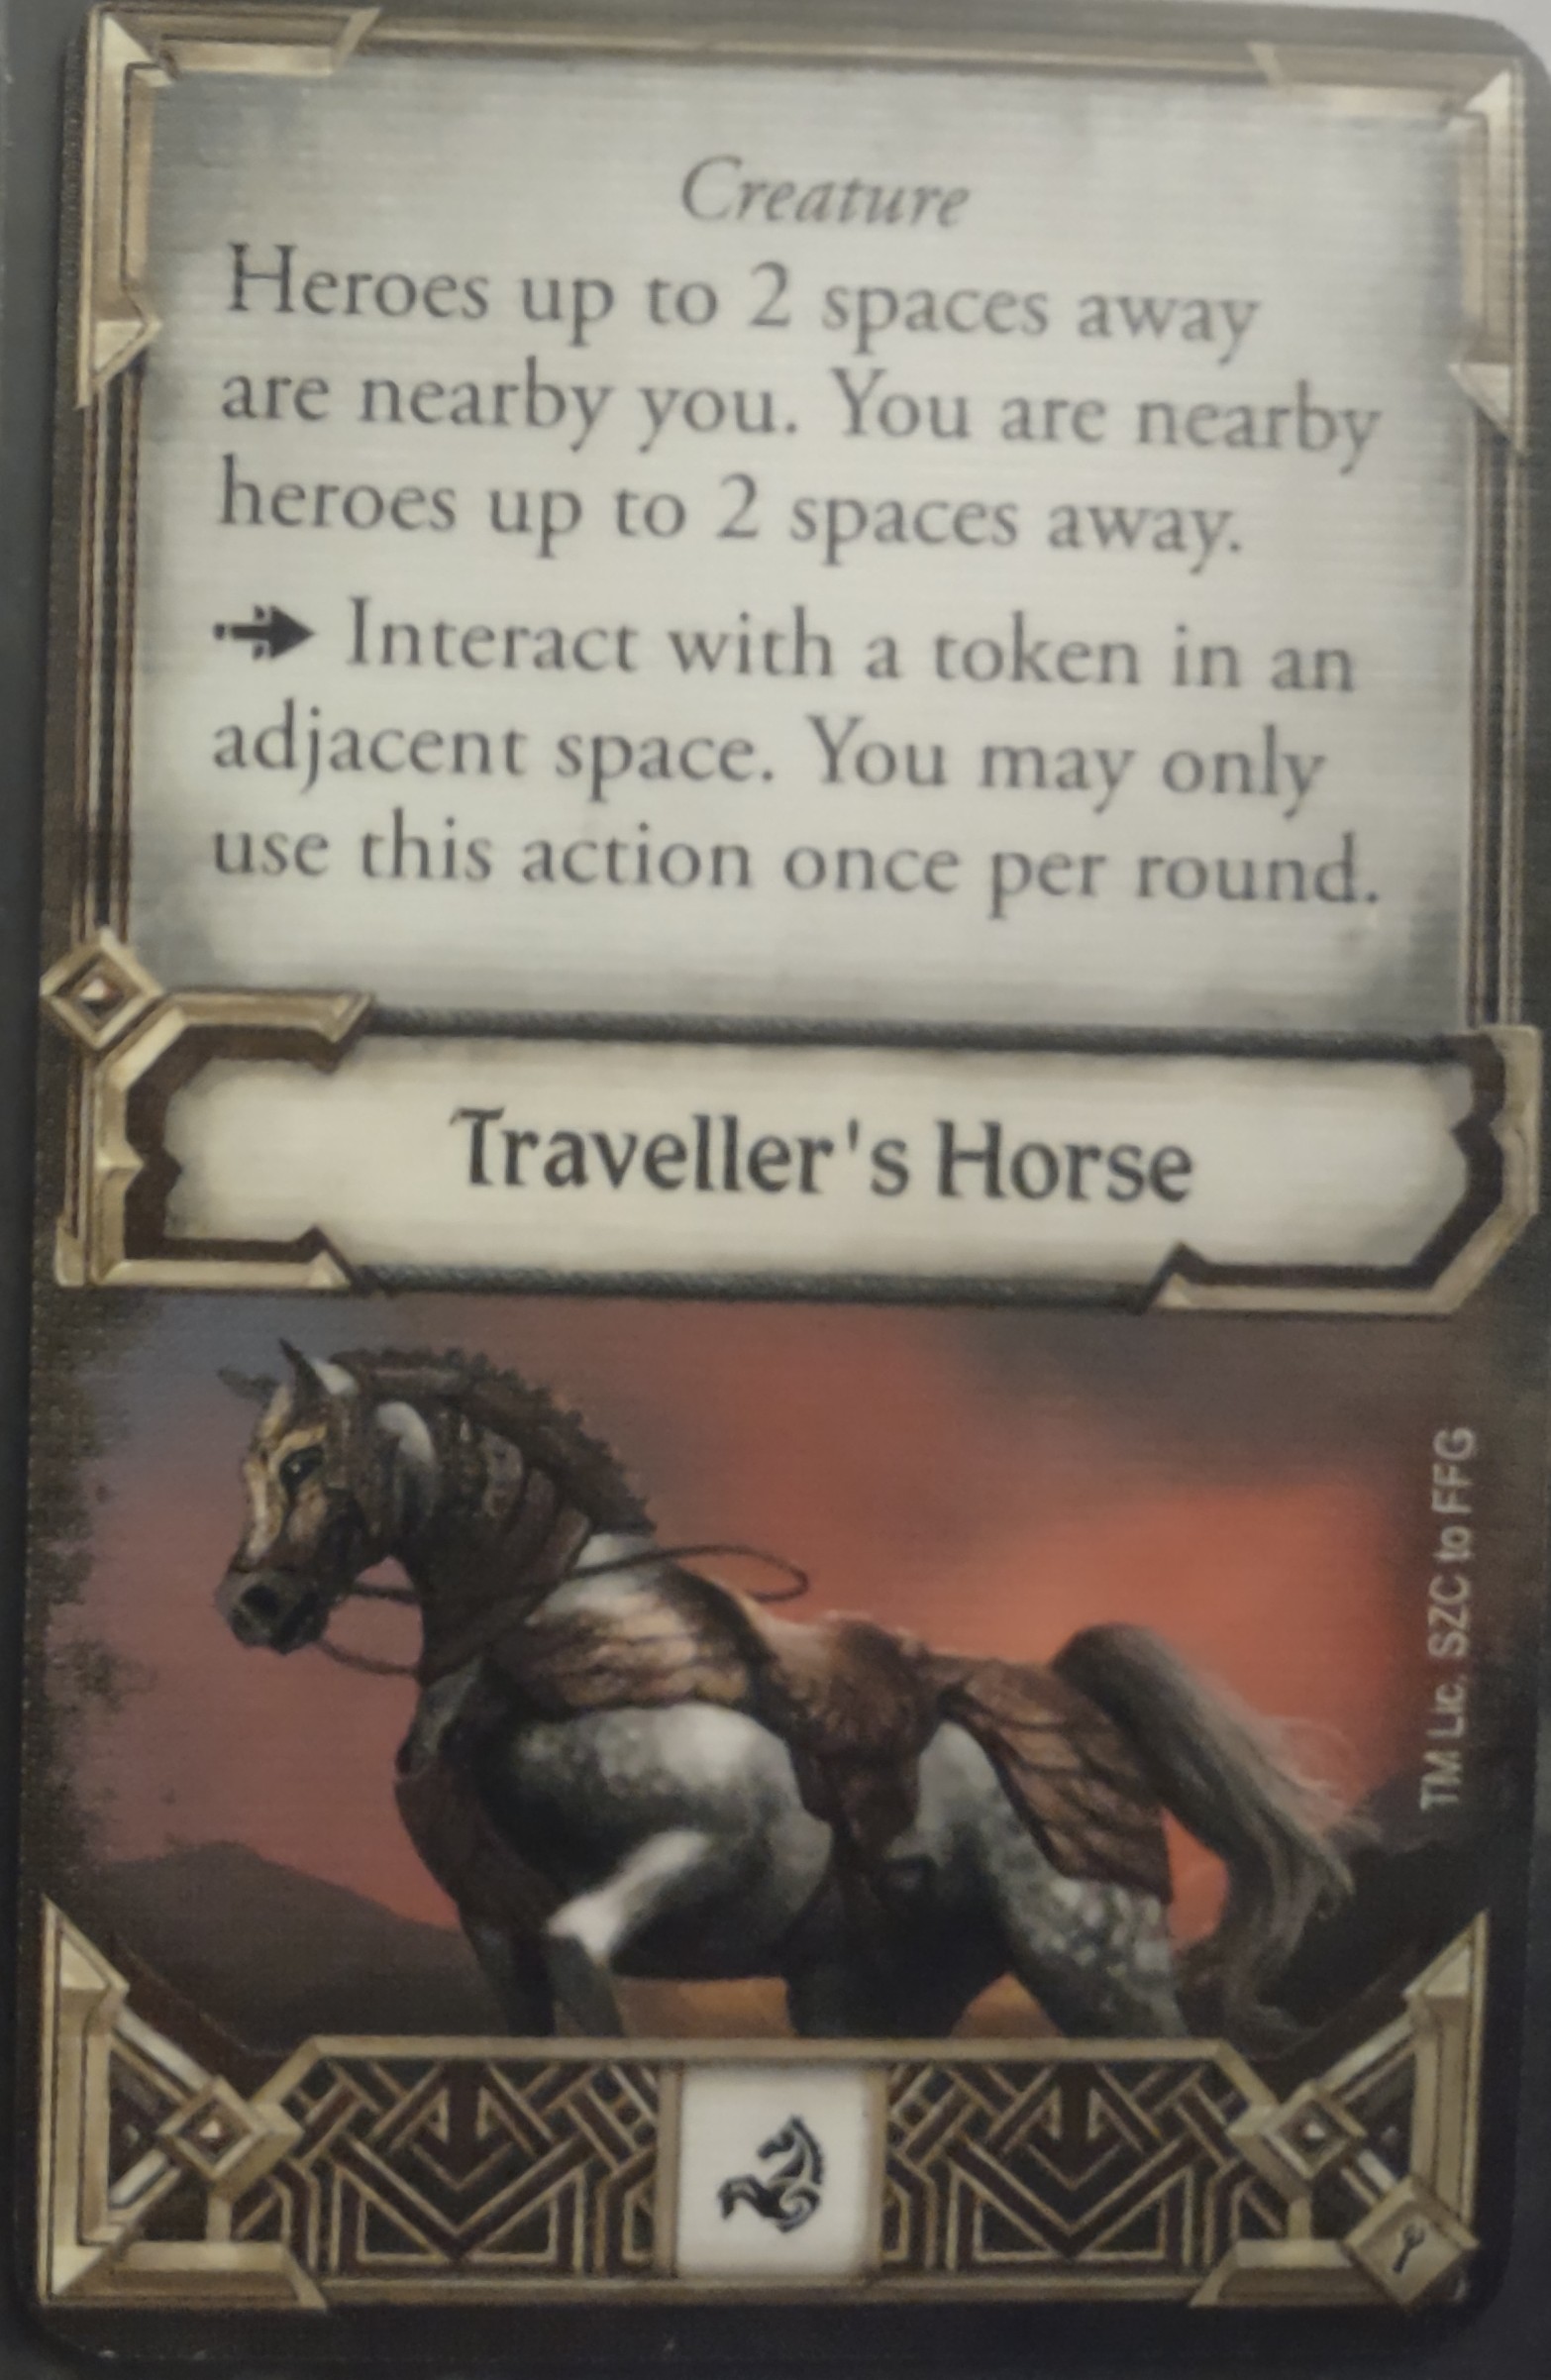 Creature
Heroes up to 2 spaces away
are nearby you. You are nearby
heroes up to 2 spaces away.
Interact with a token in an
adjacent space. You may only
use this action once per round.
Traveller's Horse
TM Lic. SZC to FFG